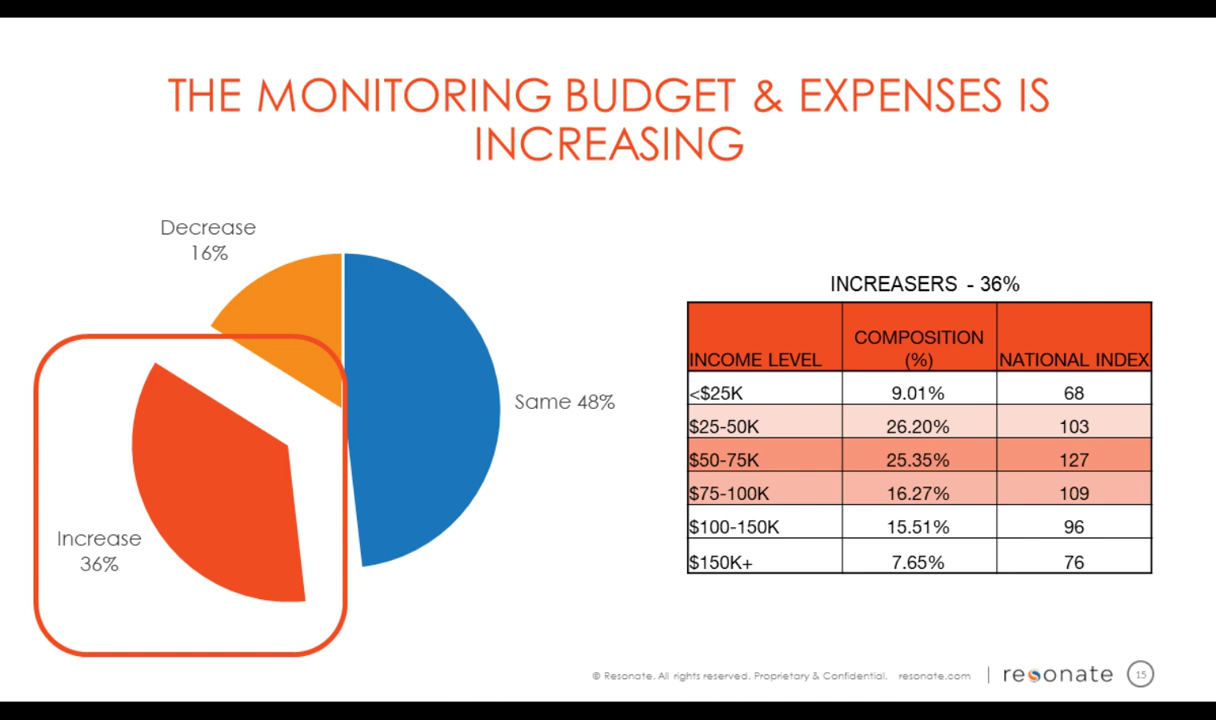 THE MONITORING BUDGET & EXPENSES IS
INCREASING
Decrease
16%
Same 48%
Increase
36%
INCREASERS - 36%
INCOME LEVEL COMPOSITION (%) NATIONAL INDEX
<$25K 9.01% 68
$25-50K 26.20% 103
$50-75K 25.35% 127
$75-100K 16.27% 109
$100-150K 15.51% 96
$150K+ 7.65% 76
© Resonate. All rights reserved. Proprietary & Confidential. resonate.com | resonate 15